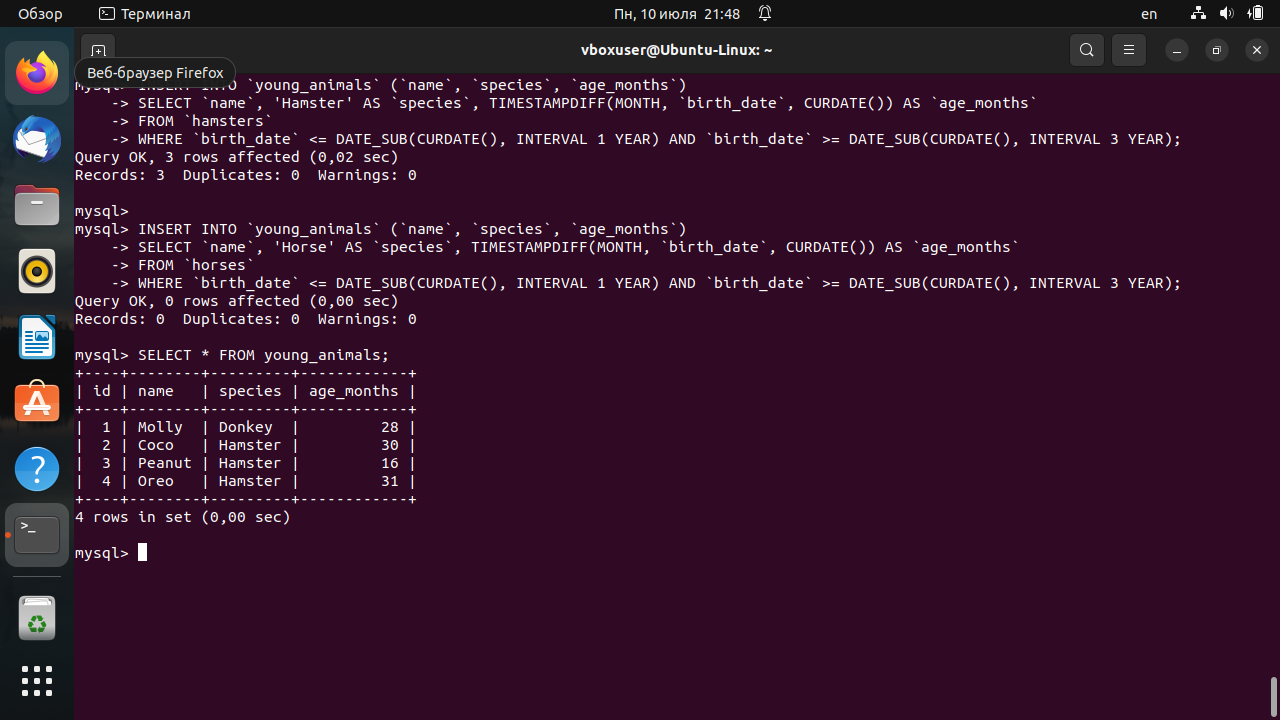 Обзор
Терминал
Пн, 10 июля 21:48
en
vboxuser@Ubuntu-Linux: ~
Веб-браузер Firefox
mysql> INSERT INTO `young_animals` (`name`, `species`, `age_months`)
    -> SELECT `name`, 'Hamster' AS `species`, TIMESTAMPDIFF(MONTH, `birth_date`, CURDATE()) AS `age_months`
    -> FROM `hamsters`
    -> WHERE `birth_date` <= DATE_SUB(CURDATE(), INTERVAL 1 YEAR) AND `birth_date` >= DATE_SUB(CURDATE(), INTERVAL 3 YEAR);
Query OK, 3 rows affected (0,02 sec)
Records: 3  Duplicates: 0  Warnings: 0
mysql>
mysql> INSERT INTO `young_animals` (`name`, `species`, `age_months`)
    -> SELECT `name`, 'Horse' AS `species`, TIMESTAMPDIFF(MONTH, `birth_date`, CURDATE()) AS `age_months`
    -> FROM `horses`
    -> WHERE `birth_date` <= DATE_SUB(CURDATE(), INTERVAL 1 YEAR) AND `birth_date` >= DATE_SUB(CURDATE(), INTERVAL 3 YEAR);
Query OK, 0 rows affected (0,00 sec)
Records: 0  Duplicates: 0  Warnings: 0
mysql> SELECT * FROM young_animals;
+----+--------+---------+------------+
| id | name   | species | age_months |
+----+--------+---------+------------+
|  1 | Molly  | Donkey  |         28 |
|  2 | Coco   | Hamster |         30 |
|  3 | Peanut | Hamster |         16 |
|  4 | Oreo   | Hamster |         31 |
+----+--------+---------+------------+
4 rows in set (0,00 sec)
mysql>